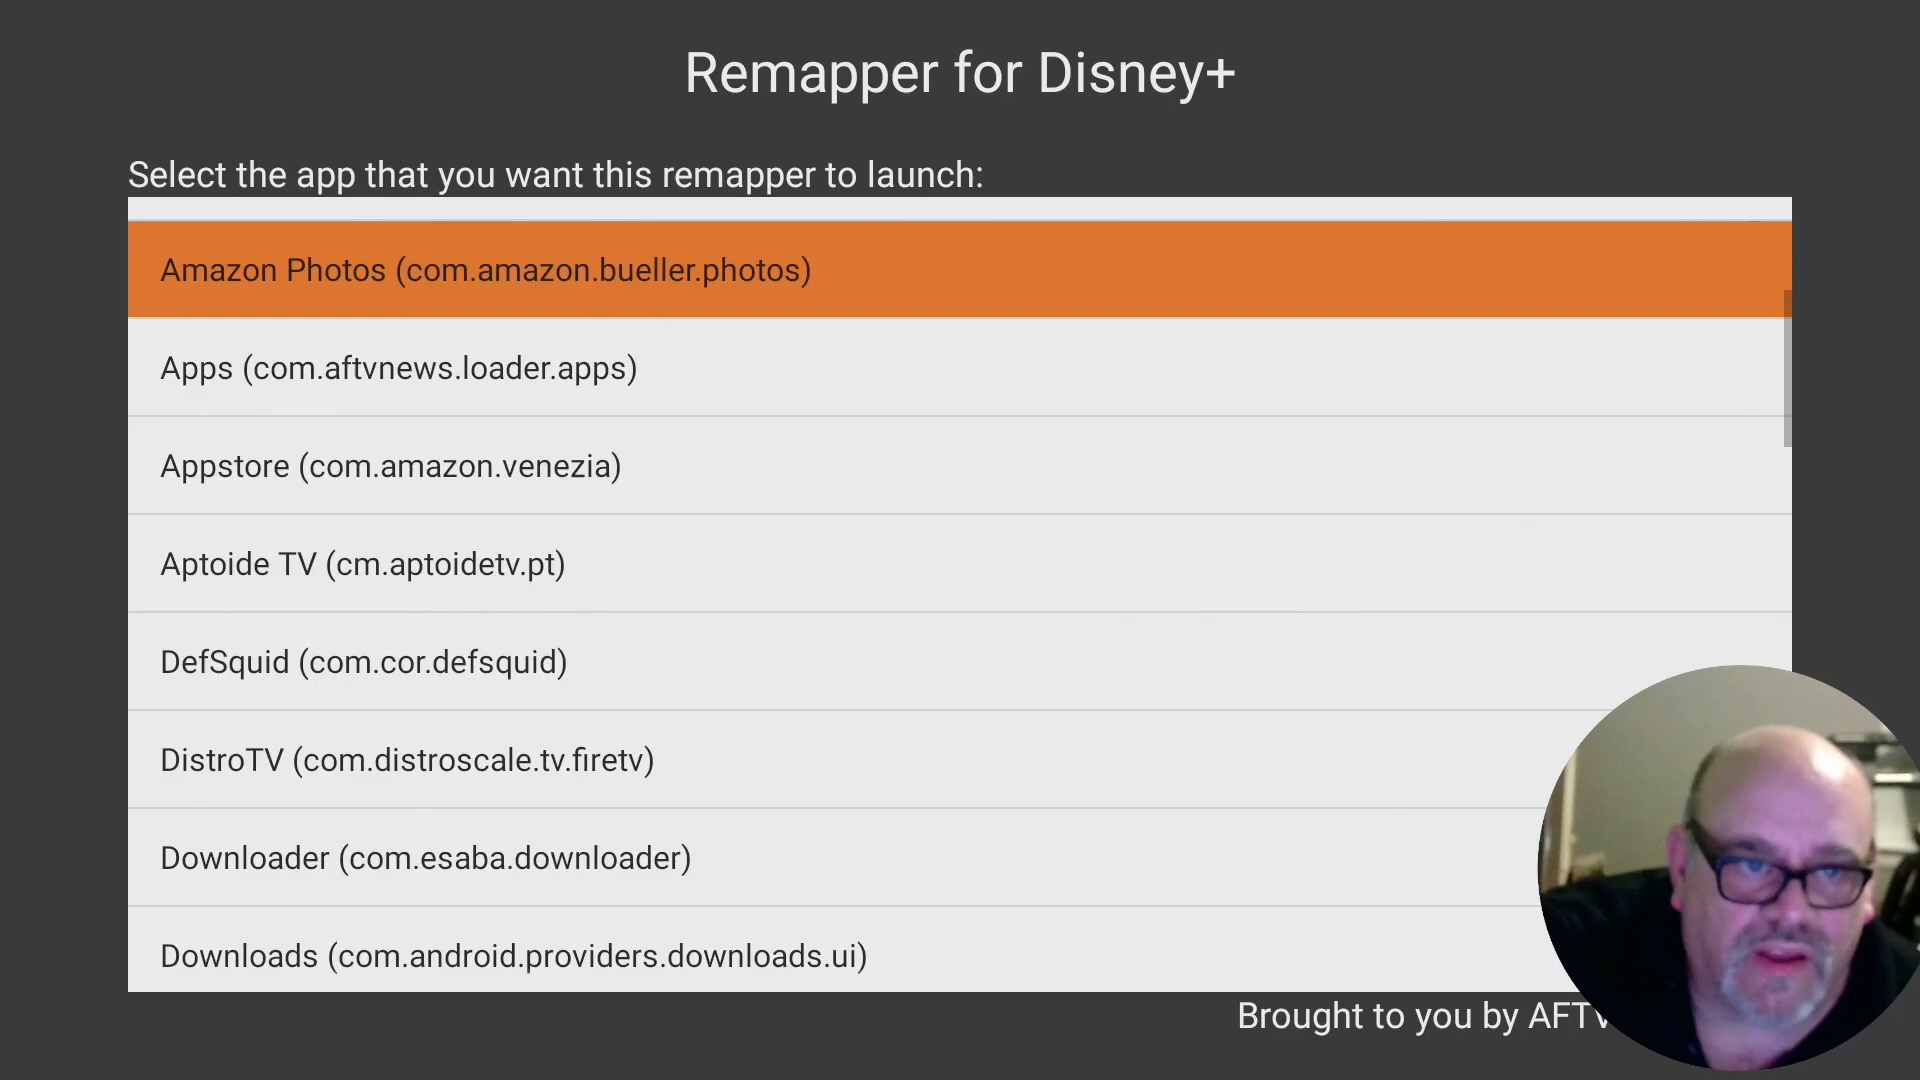 Remapper for Disney+
Select the app that you want this remapper to launch:
Amazon Photos (com.amazon.bueller.photos)
Apps (com.aftvnews.loader.apps)
Appstore (com.amazon.venezia)
Aptoide TV (cm.aptoidetv.pt)
DefSquid (com.cor.defsquid)
DistroTV (com.distroscale.tv.firetv)
Downloader (com.esaba.downloader)
Downloads (com.android.providers.downloads.ui)
Brought to you by